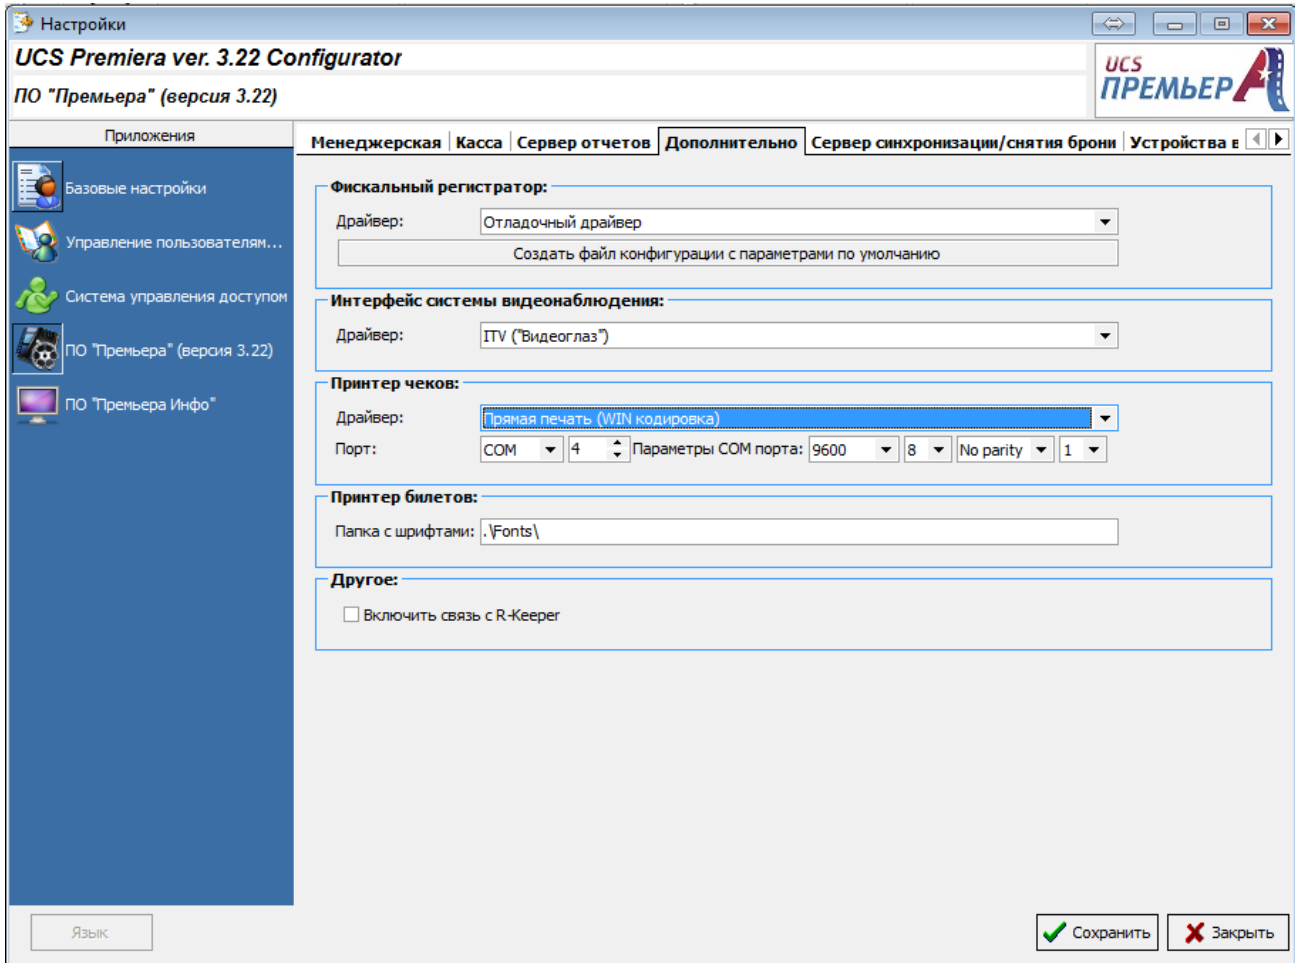 Настройки
UCS Premiera ver. 3.22 Configurator
ПО "Премьера" (версия 3.22)
UCS
ПРЕМЬЕРА
Приложения
Базовые настройки
Управление пользователям...
Система управления доступом
ПО "Премьера" (версия 3.22)
ПО "Премьера Инфо"
Менеджерская Касса Сервер отчетов Дополнительно Сервер синхронизации/снятия брони Устройства в
Фискальный регистратор:
Драйвер: Отладочный драйвер
Создать файл конфигурации с параметрами по умолчанию
Интерфейс системы видеонаблюдения:
Драйвер: ITV ("Видеоглаз")
Принтер чеков:
Драйвер: Прямая печать (WIN кодировка)
Порт: COM 4 Параметры COM порта: 9600 8 No parity 1
Принтер билетов:
Папка с шрифтами: .\Fonts\
Другое:
Включить связь с R-Keeper
Язык
Сохранить Закрыть